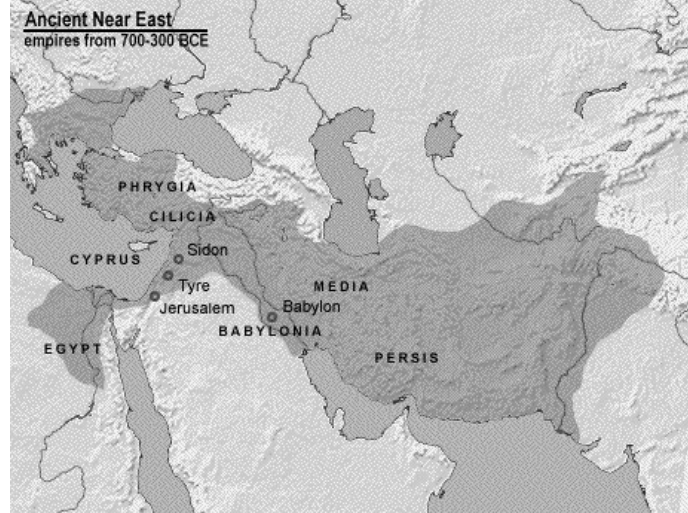 Ancient Near East
empires from 700-300 BCE
PHRYGIA
CILICIA
Sidon
CYPRUS
Tyre
MEDIA
Jerusalem
Babylon
BABYLONIA
EGYPT
PERSIS